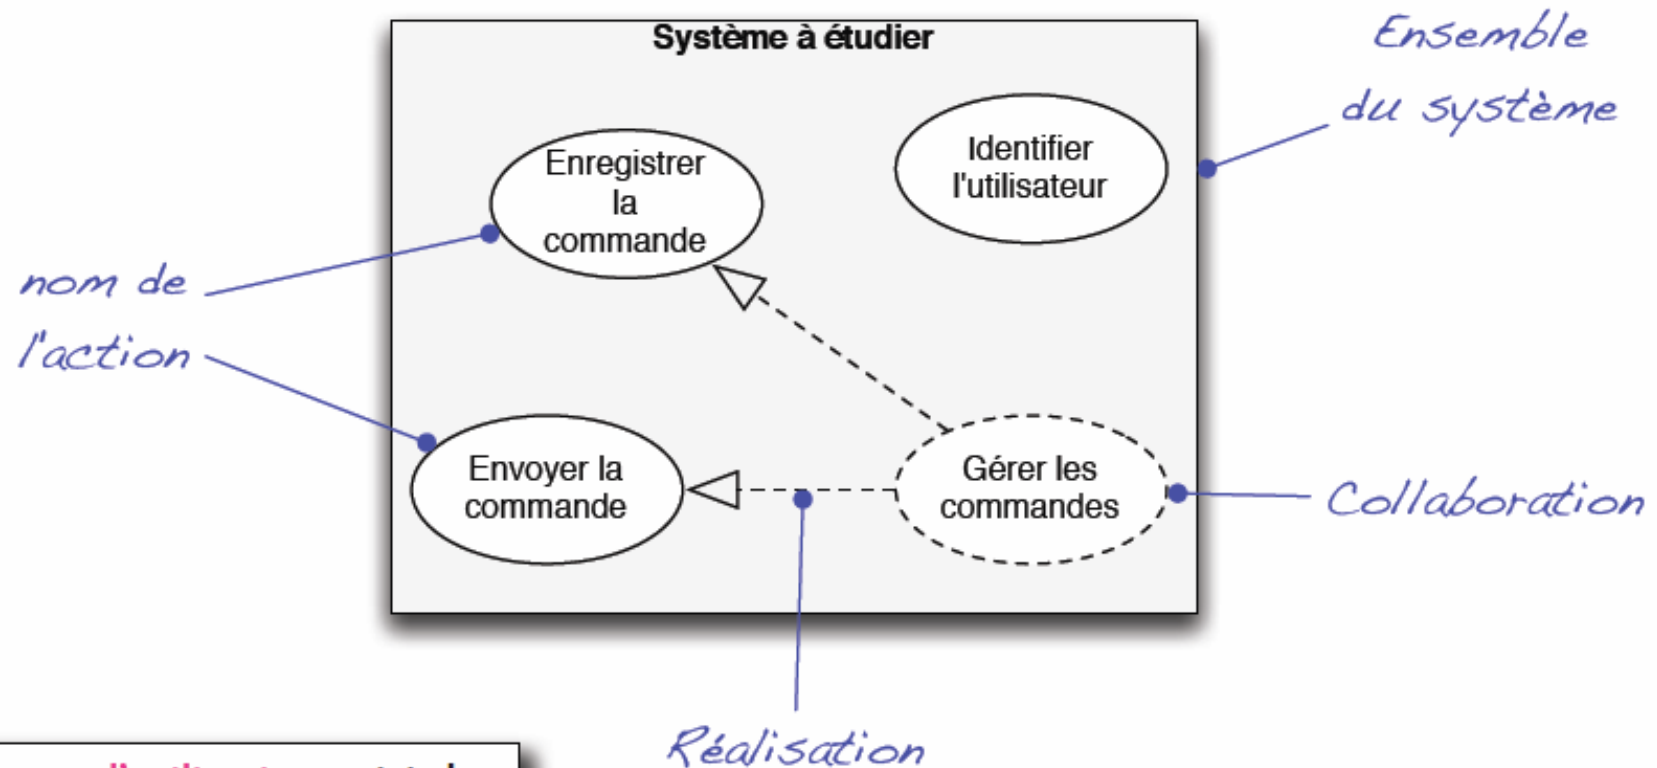 Système à étudier
Ensemble
du système
Identifier
l'utilisateur
Enregistrer
la
commande
nom de
l'action
Envoyer la
commande
Gérer les
commandes
Collaboration
Réalisation